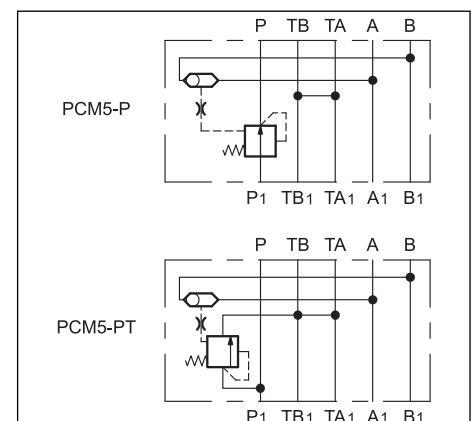 P TB TA A B
PCM5-P
P1 TB1 TA1 A1 B1
P TB TA A B
PCM5-PT
P1 TB1 TA1 A1 B1